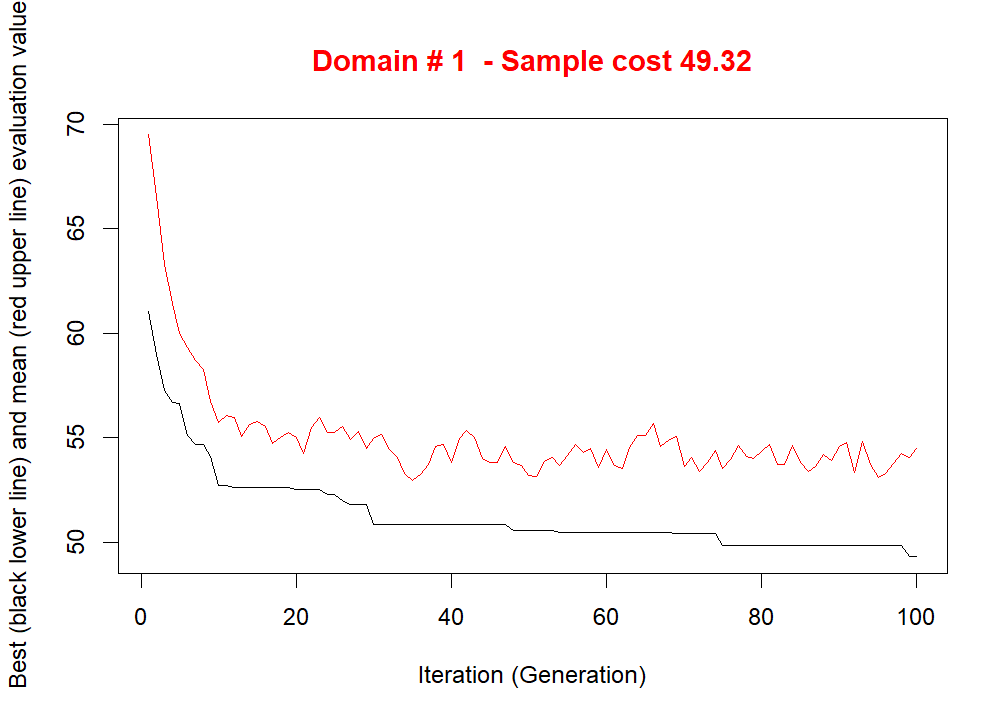 Domain # 1  - Sample cost 49.32
Best (black lower line) and mean (red upper line) evaluation value
70
65
60
55
50
0 20 40 60 80 100
Iteration (Generation)